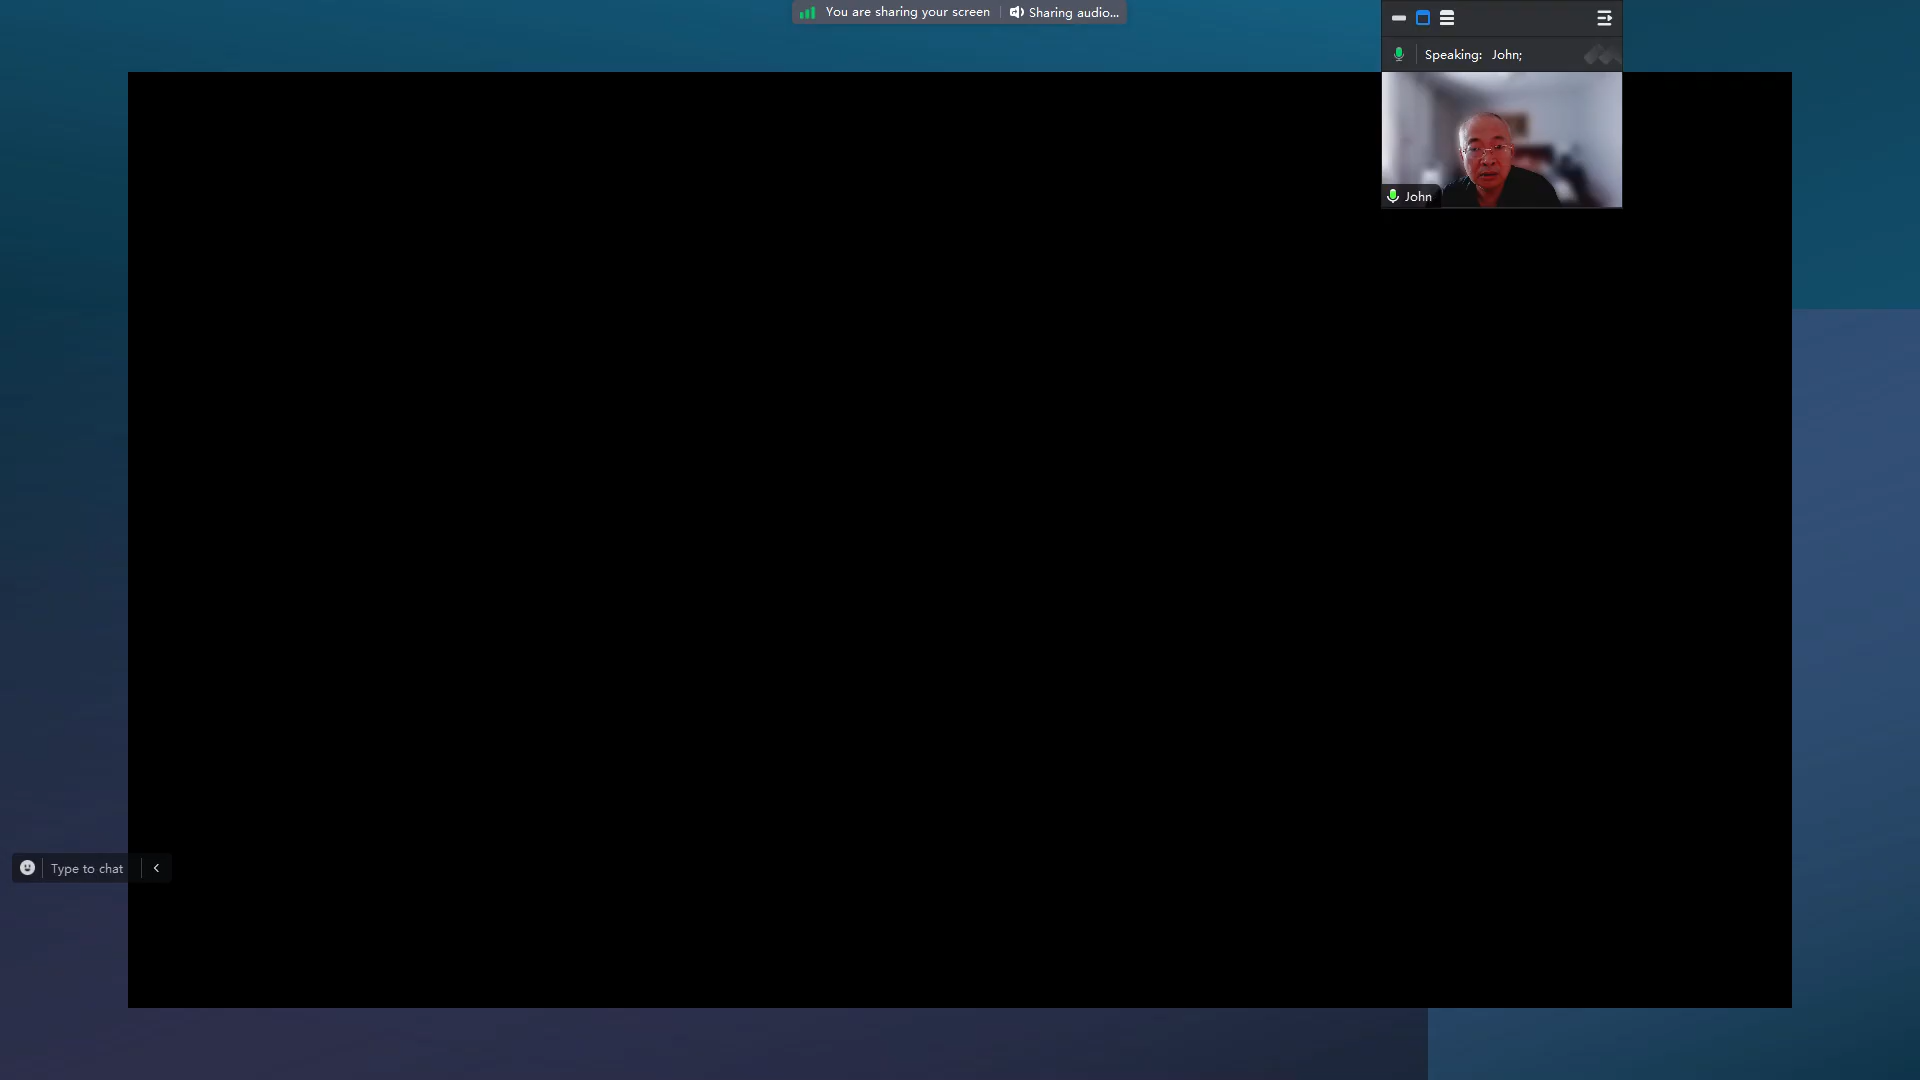 You are sharing your screen
Sharing audio...
Speaking: John;
John
Type to chat